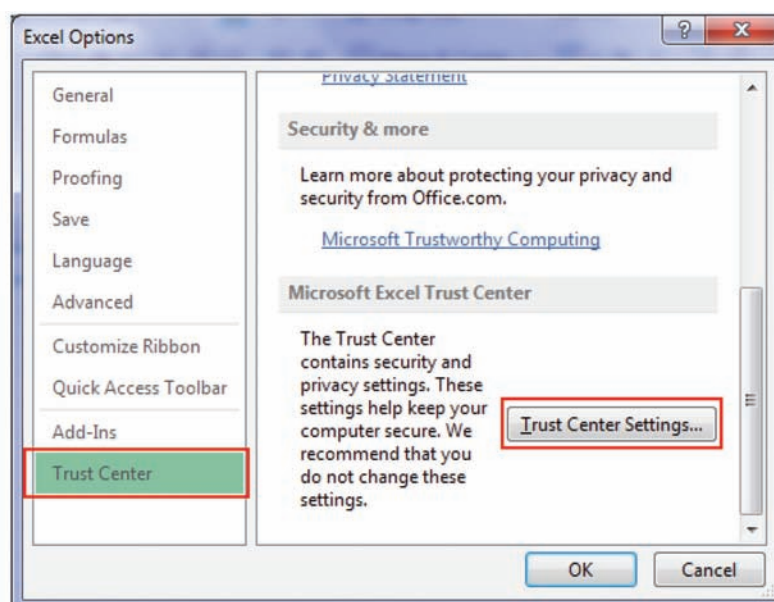 Excel Options
General
Formulas
Proofing
Save
Language
Advanced
Customize Ribbon
Quick Access Toolbar
Add-Ins
Trust Center
Privacy Statement
Security & more
Learn more about protecting your privacy and
security from Office.com.
Microsoft Trustworthy Computing
Microsoft Excel Trust Center
The Trust Center
contains security and
privacy settings. These
settings help keep your
computer secure. We
recommend that you
do not change these
settings.
Trust Center Settings...
OK
Cancel